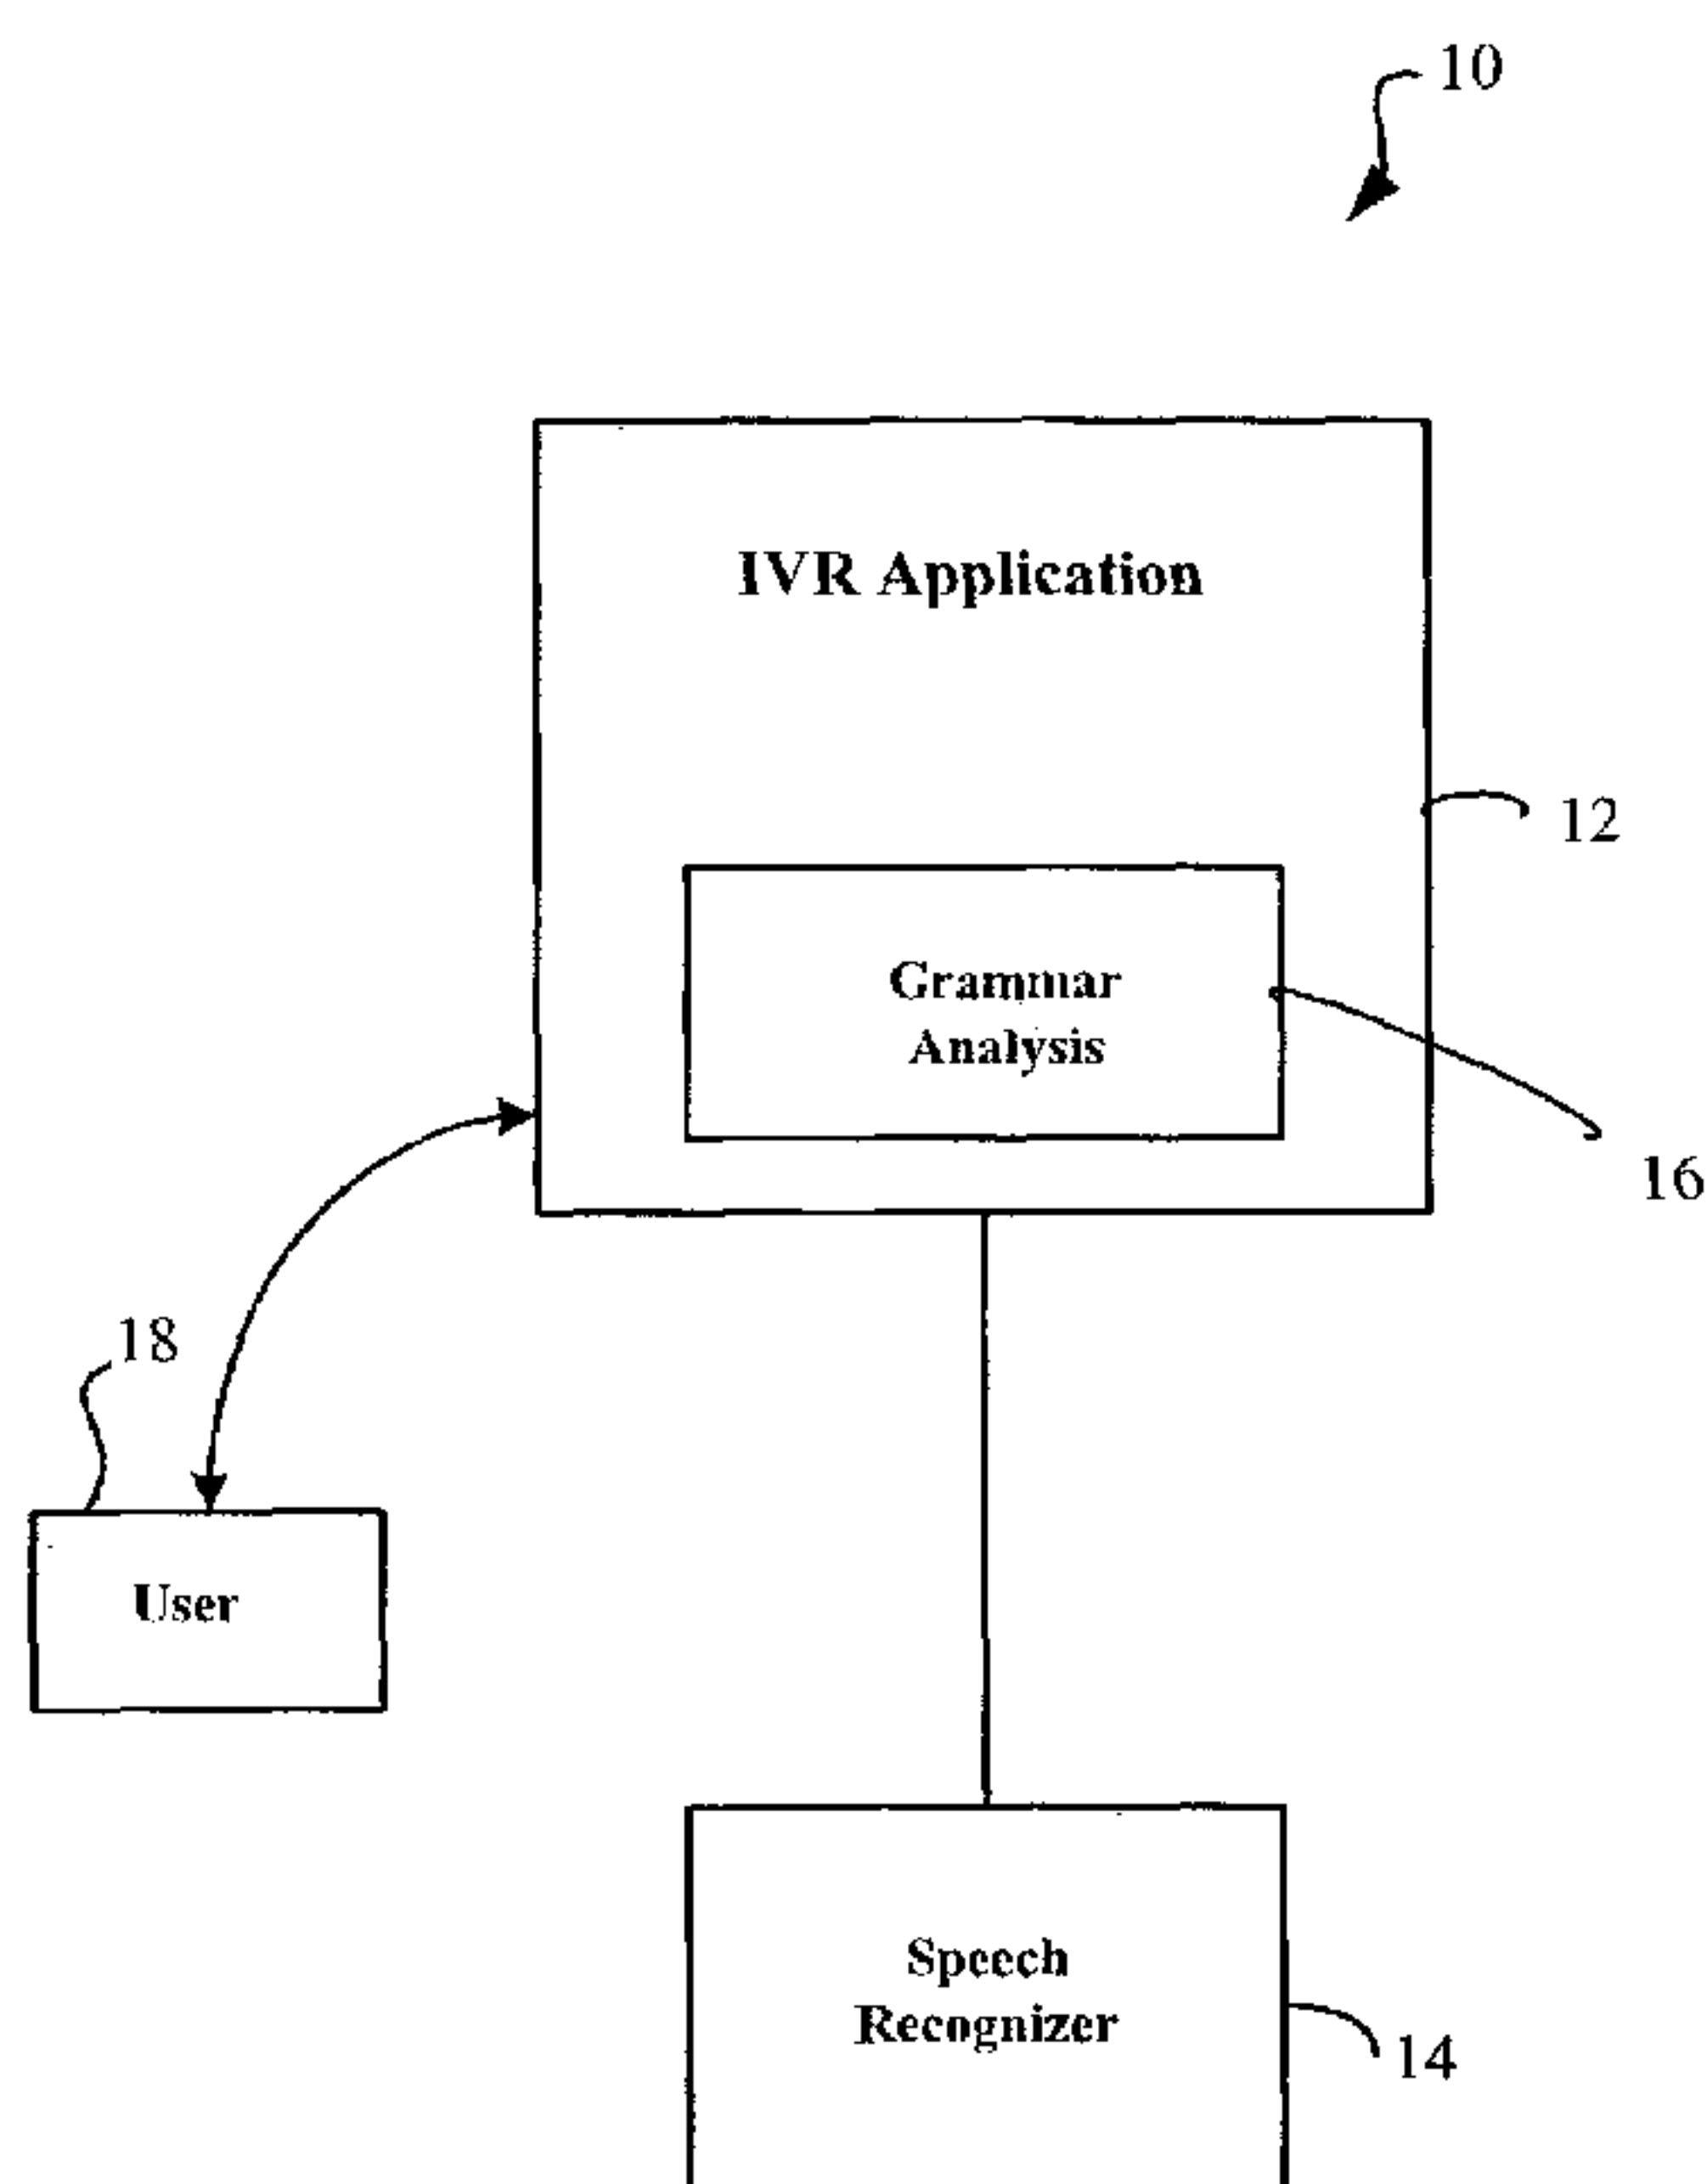 10
IVR Application
12
Grammar
Analysis
16
18
User
Speech
Recognizer
14